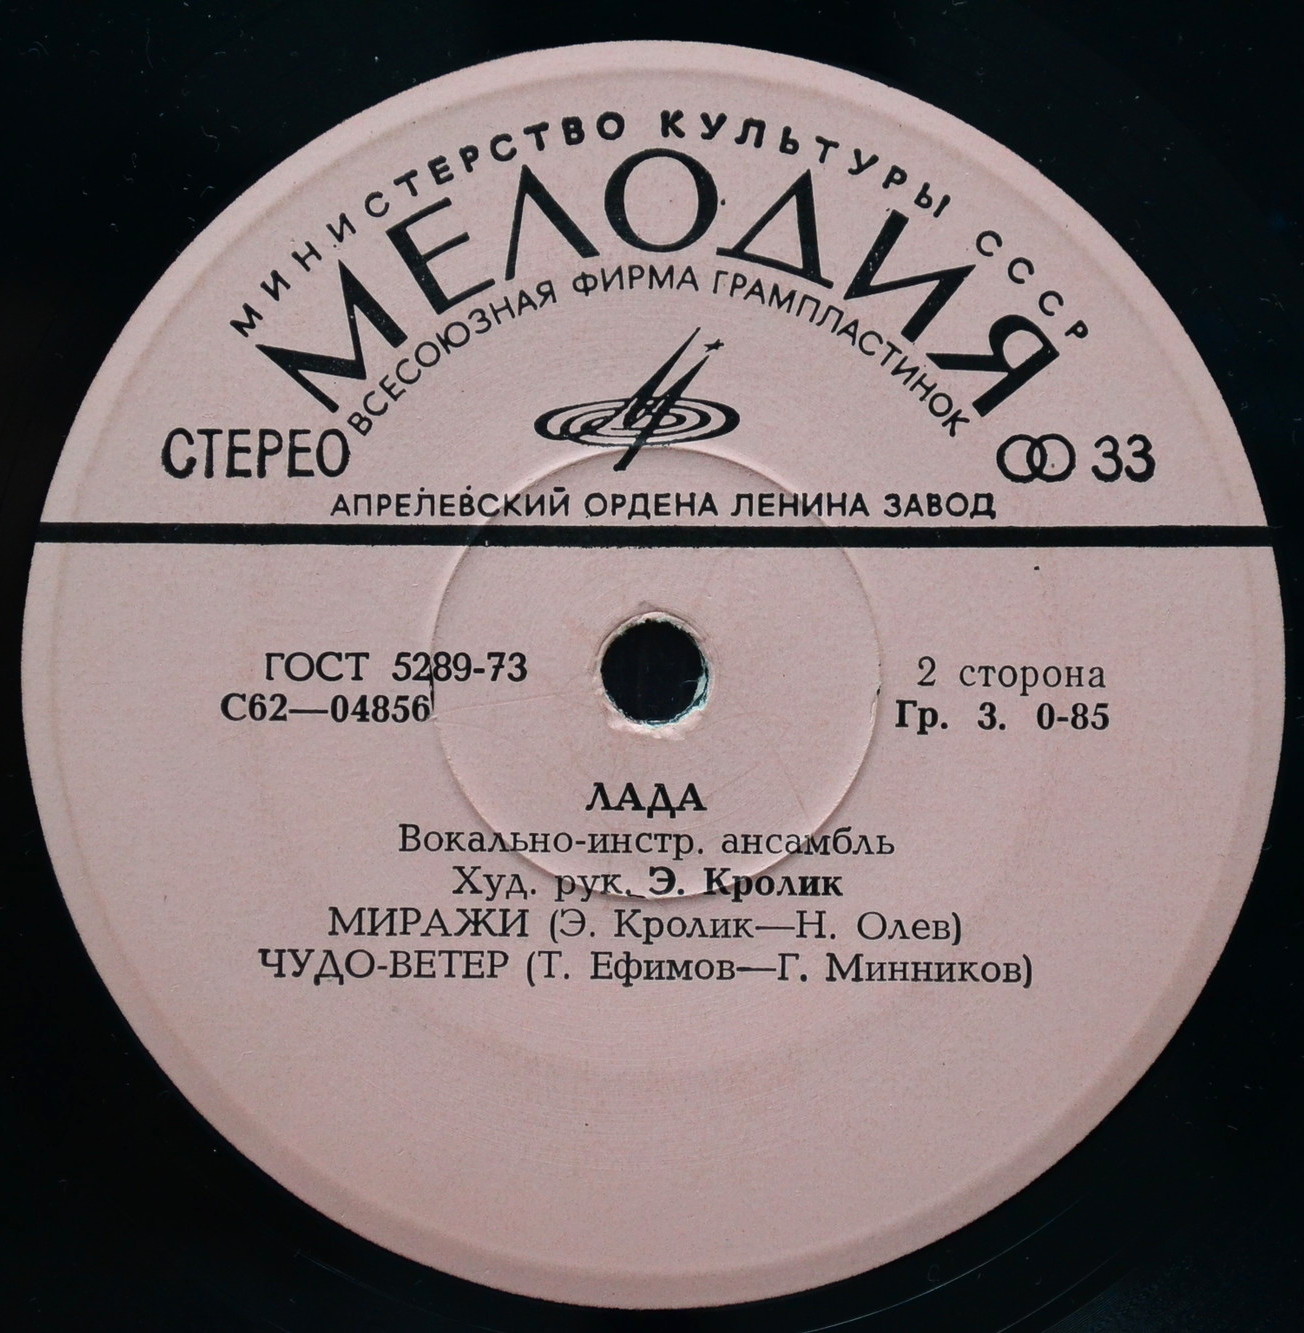 МИНИСТЕРСТВО КУЛЬТУРЫ СССР
МЕЛОДИЯ
ВСЕСОЮЗНАЯ ФИРМА ГРАМПЛАСТИНОК
СТЕРЕО
33
АПРЕЛЕВСКИЙ ОРДЕНА ЛЕНИНА ЗАВОД
ГОСТ 5289-73
С62—04856
2 сторона
Гр. 3. 0-85
ЛАДА
Вокально-инстр. ансамбль
Худ. рук. Э. Кролик
МИРАЖИ (Э. Кролик—Н. Олев)
ЧУДО-ВЕТЕР (Т. Ефимов—Г. Минников)